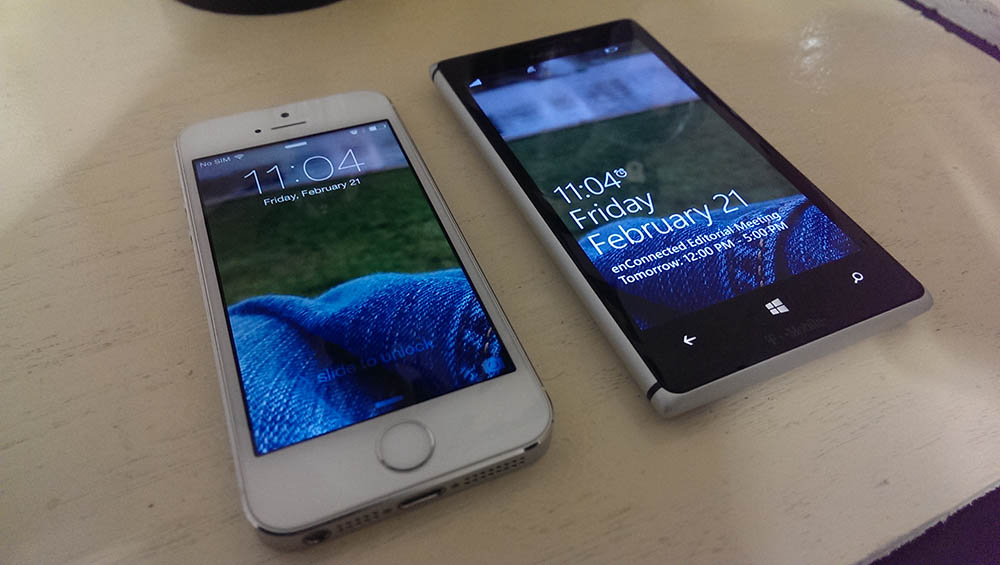 No SIM
11:04
Friday, February 21
slide to unlock
11:04
Friday
February 21
enConnected Editorial Meeting
Tomorrow: 12:00 PM - 5:00 PM
T-Mobile